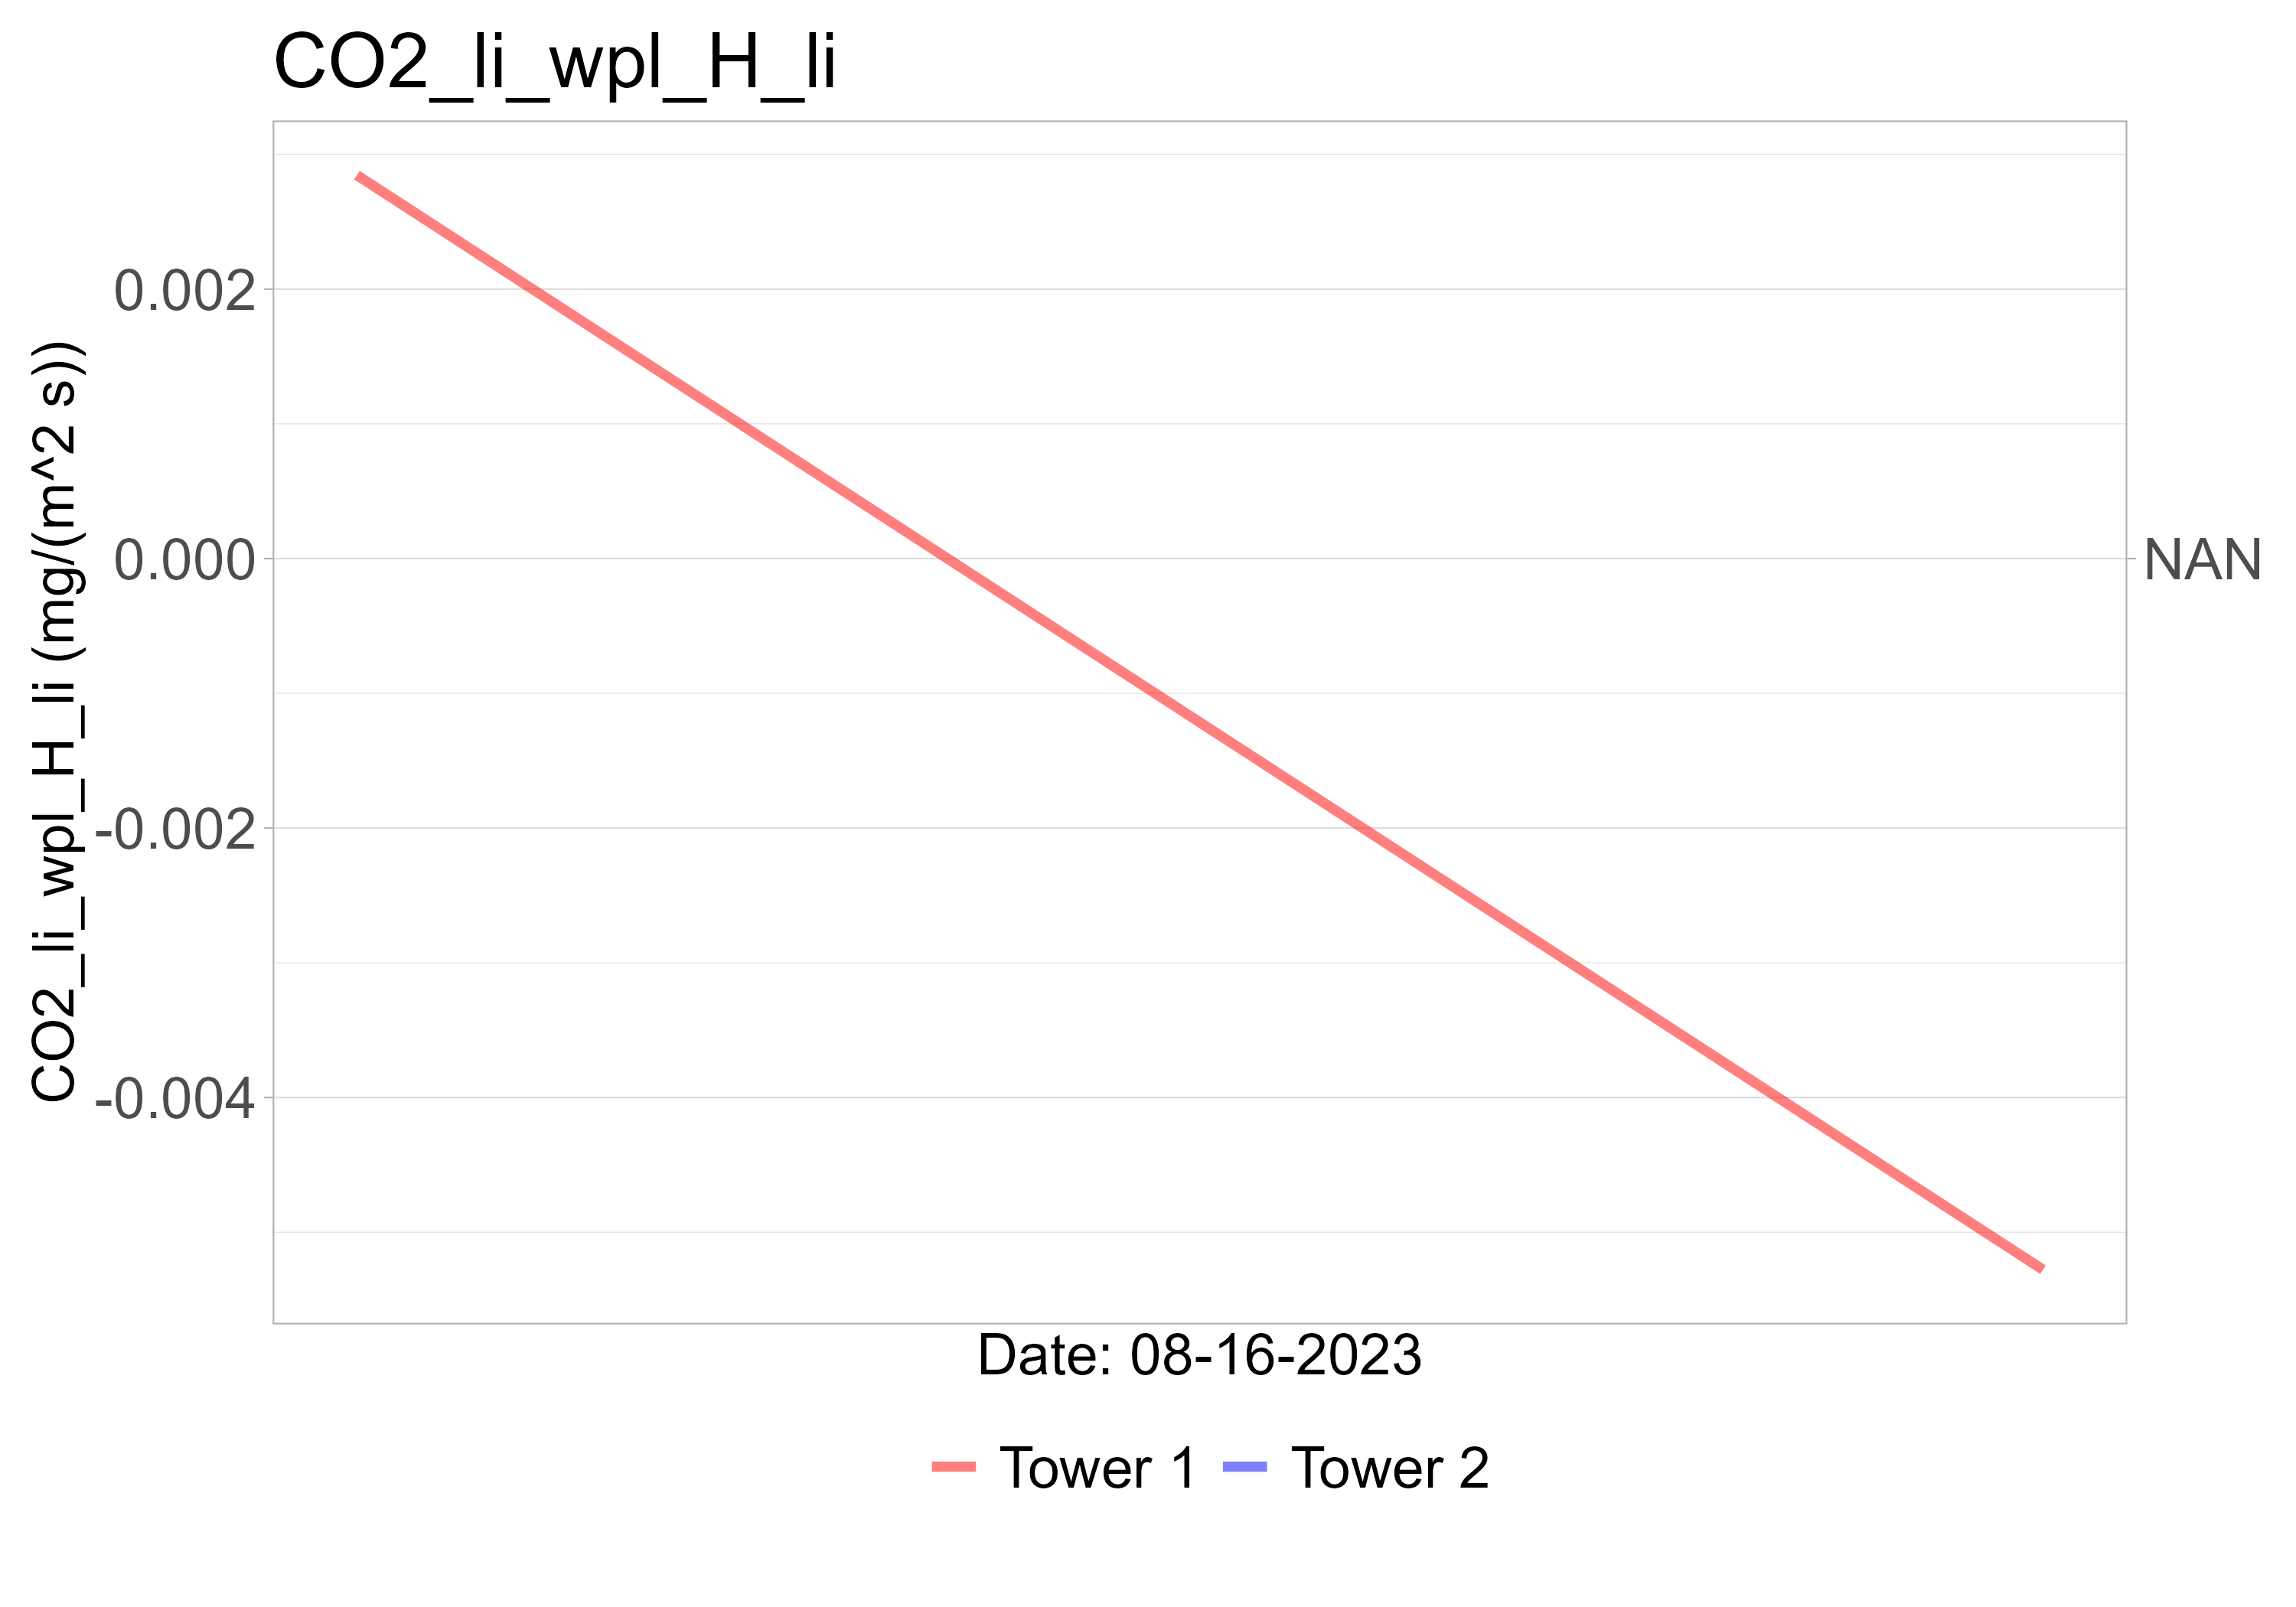 CO2_li_wpl_H_li
CO2_li_wpl_H_li (mg/(m^2 s))
0.002
0.000
-0.002
-0.004
NAN
Date: 08-16-2023
Tower 1
Tower 2